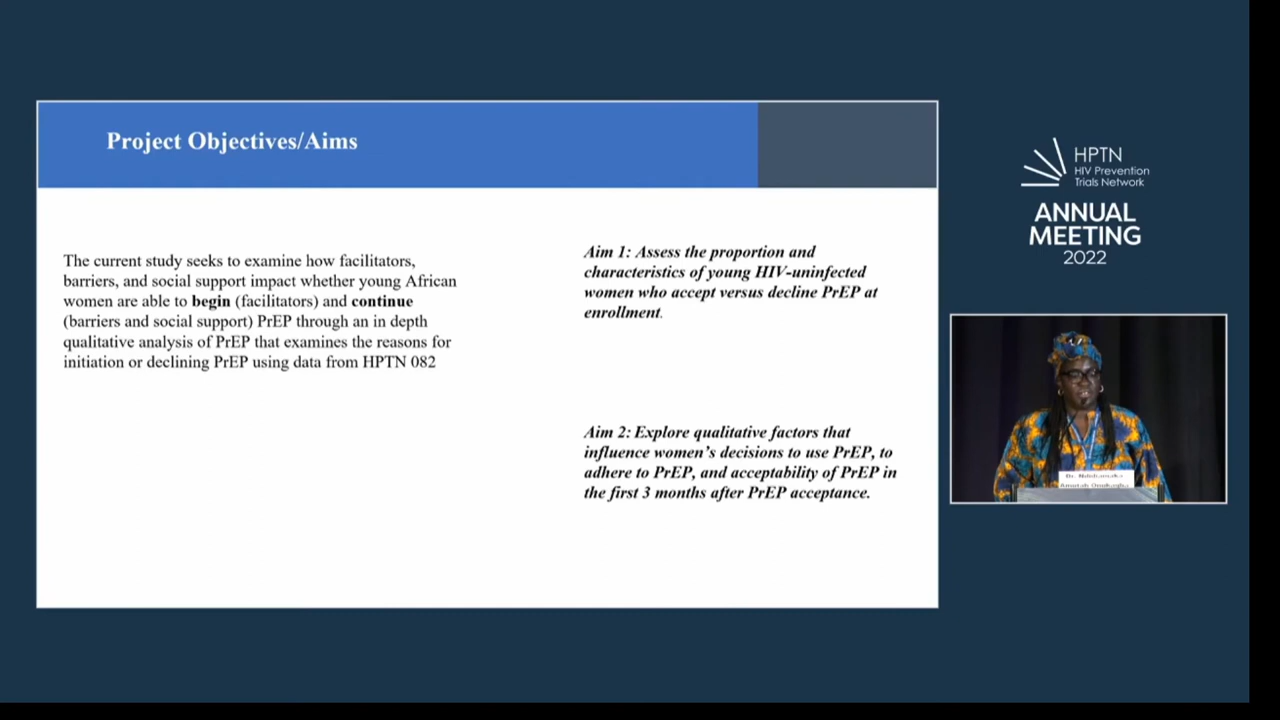 Project Objectives/Aims
The current study seeks to examine how facilitators,
barriers, and social support impact whether young African
women are able to begin (facilitators) and continue
(barriers and social support) PrEP through an in depth
qualitative analysis of PrEP that examines the reasons for
initiation or declining PrEP using data from HPTN 082
Aim 1: Assess the proportion and
characteristics of young HIV-uninfected
women who accept versus decline PrEP at
enrollment.
Aim 2: Explore qualitative factors that
influence women's decisions to use PrEP, to
adhere to PrEP, and acceptability of PrEP in
the first 3 months after PrEP acceptance.
HPTN
HIV Prevention
Trials Network
ANNUAL
MEETING
2022
Dr.